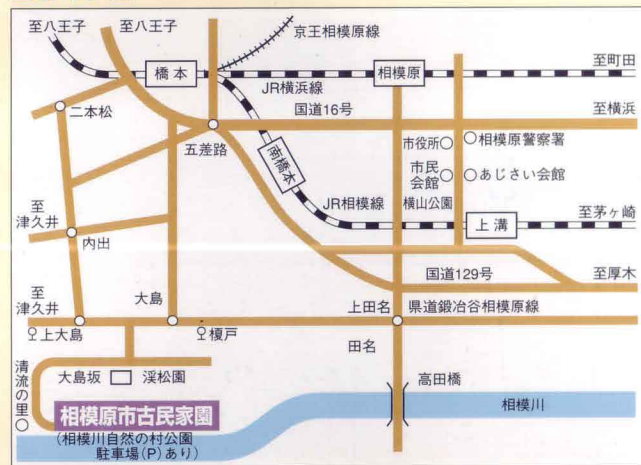 至八王子
至八王子
京王相模原線
橋本
相模原
至町田
JR横浜線
二本松
国道16号
至横浜
五差路
市役所
相模原警察署
南橋本
市民
会館
あじさい会館
至
津久井
JR相模線
横山公園
上溝
至茅ヶ崎
内出
国道129号
至厚木
至
津久井
大島
上田名
県道鍛冶谷相模原線
上大島
榎戸
田名
清流の里
大島坂
渓松園
高田橋
相模川
相模原市古民家園
(相模川自然の村公園
駐車場(P)あり)